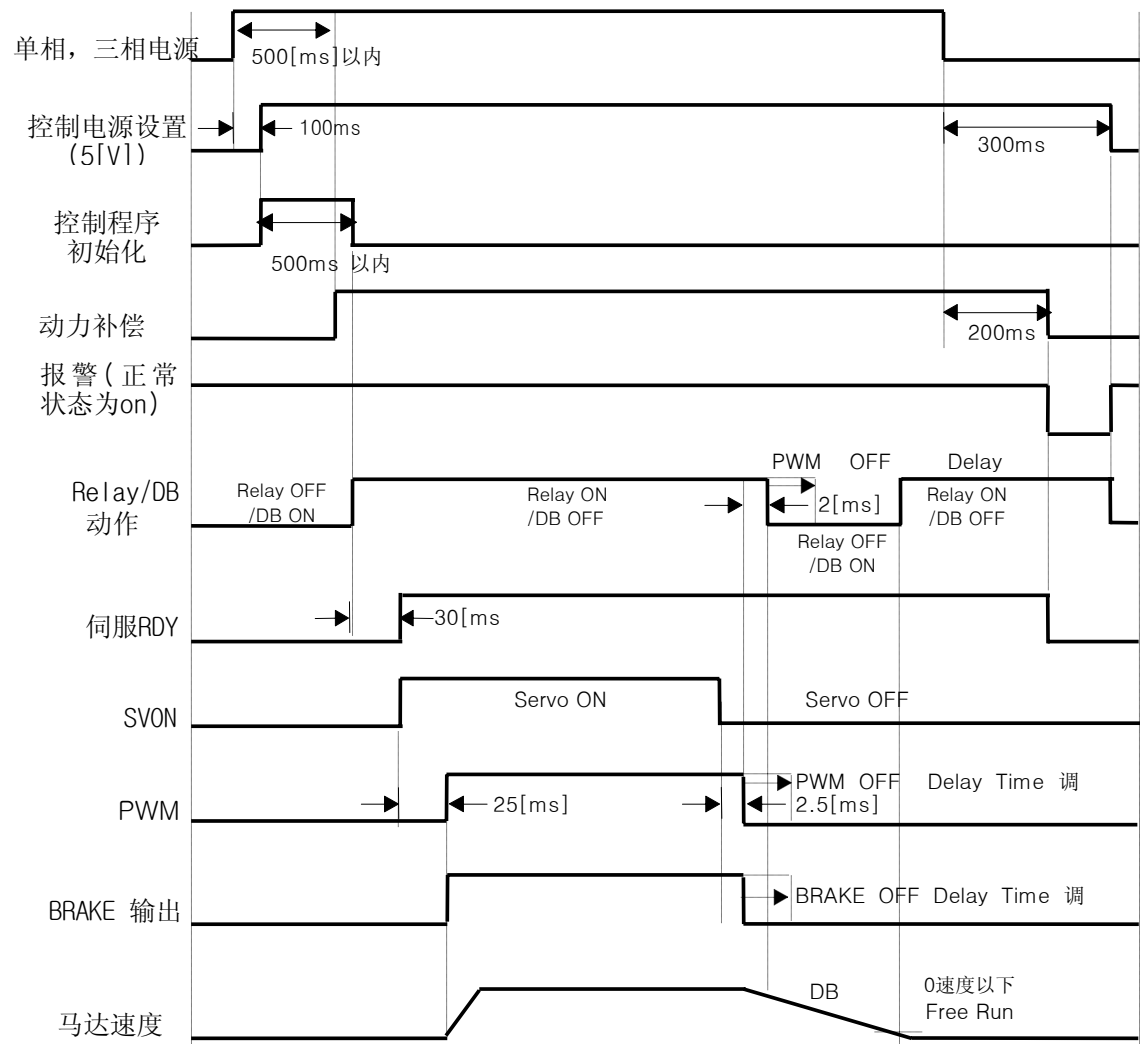 单相，三相电源
500[ms]以内
控制电源设置
(5[V])
100ms
300ms
控制程序
初始化
500ms 以内
动力补偿
200ms
报警(正常
状态为on)
PWM OFF Delay
Relay/DB
动作
Relay OFF
/DB ON
Relay ON
/DB OFF
2[ms]
Relay ON
/DB OFF
Relay OFF
/DB ON
伺服RDY
30[ms
SVON
Servo ON
Servo OFF
PWM
25[ms]
PWM OFF Delay Time 调
2.5[ms]
BRAKE 输出
BRAKE OFF Delay Time 调
马达速度
DB
0速度以下
Free Run